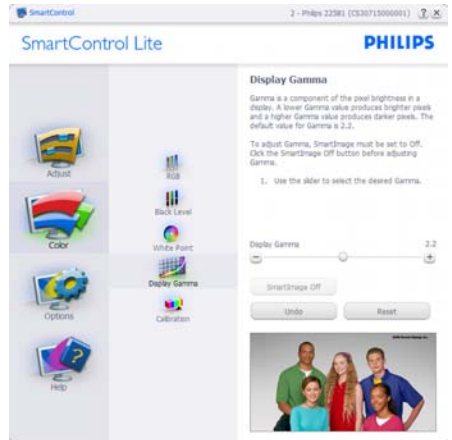 SmartControl
2 - Philips 225B1 (CS30715000001)
SmartControl Lite
PHILIPS
Adjust
Color
Options
Help
RGB
Black Level
White Point
Display Gamma
Calibration
Display Gamma
Gamma is a component of the pixel brightness in a
display. A lower Gamma value produces brighter pixels
and a higher Gamma value produces darker pixels. The
default value for Gamma is 2.2.
To adjust Gamma, SmartImage must be set to Off.
Click the SmartImage Off button before adjusting
Gamma.
1. Use the slider to select the desired Gamma.
Display Gamma 2.2
SmartImage Off
Undo Reset